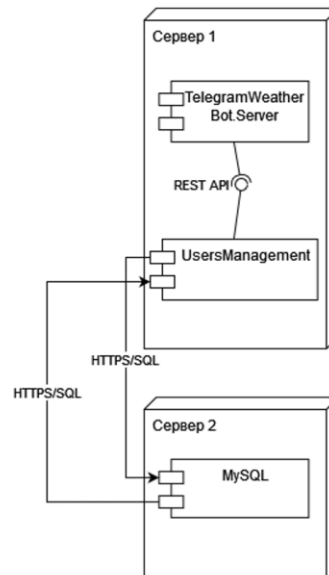 Сервер 1
TelegramWeather
Bot.Server
REST API
UsersManagement
HTTPS/SQL
HTTPS/SQL
Сервер 2
MySQL